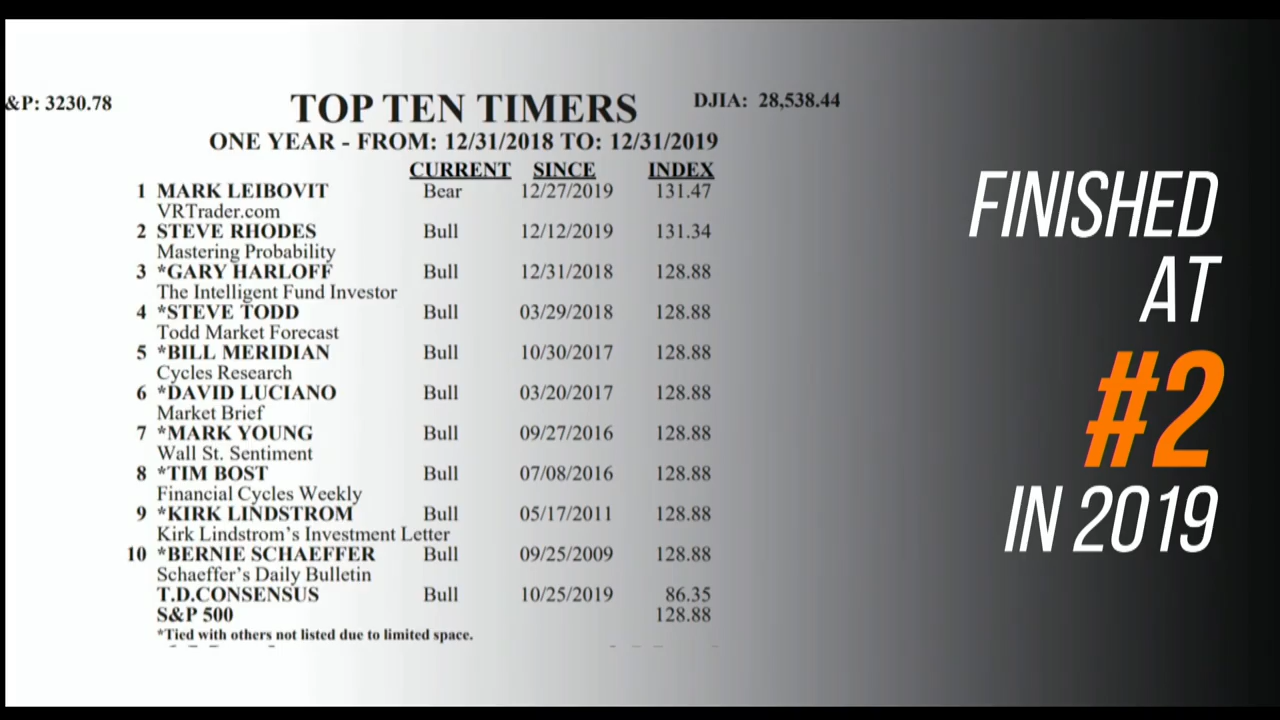 &P: 3230.78
TOP TEN TIMERS
DJIA: 28,538.44
ONE YEAR - FROM: 12/31/2018 TO: 12/31/2019
CURRENT SINCE INDEX
1 MARK LEIBOVIT Bear 12/27/2019 131.47
VRTrader.com
2 STEVE RHODES Bull 12/12/2019 131.34
Mastering Probability
3 *GARY HARLOFF Bull 12/31/2018 128.88
The Intelligent Fund Investor
4 *STEVE TODD Bull 03/29/2018 128.88
Todd Market Forecast
5 *BILL MERIDIAN Bull 10/30/2017 128.88
Cycles Research
6 *DAVID LUCIANO Bull 03/20/2017 128.88
Market Brief
7 *MARK YOUNG Bull 09/27/2016 128.88
Wall St. Sentiment
8 *TIM BOST Bull 07/08/2016 128.88
Financial Cycles Weekly
9 *KIRK LINDSTROM Bull 05/17/2011 128.88
Kirk Lindstrom's Investment Letter
10 *BERNIE SCHAEFFER Bull 09/25/2009 128.88
Schaeffer's Daily Bulletin
T.D.CONSENSUS Bull 10/25/2019 86.35
S&P 500 128.88
*Tied with others not listed due to limited space.
FINISHED
AT
#2
IN 2019